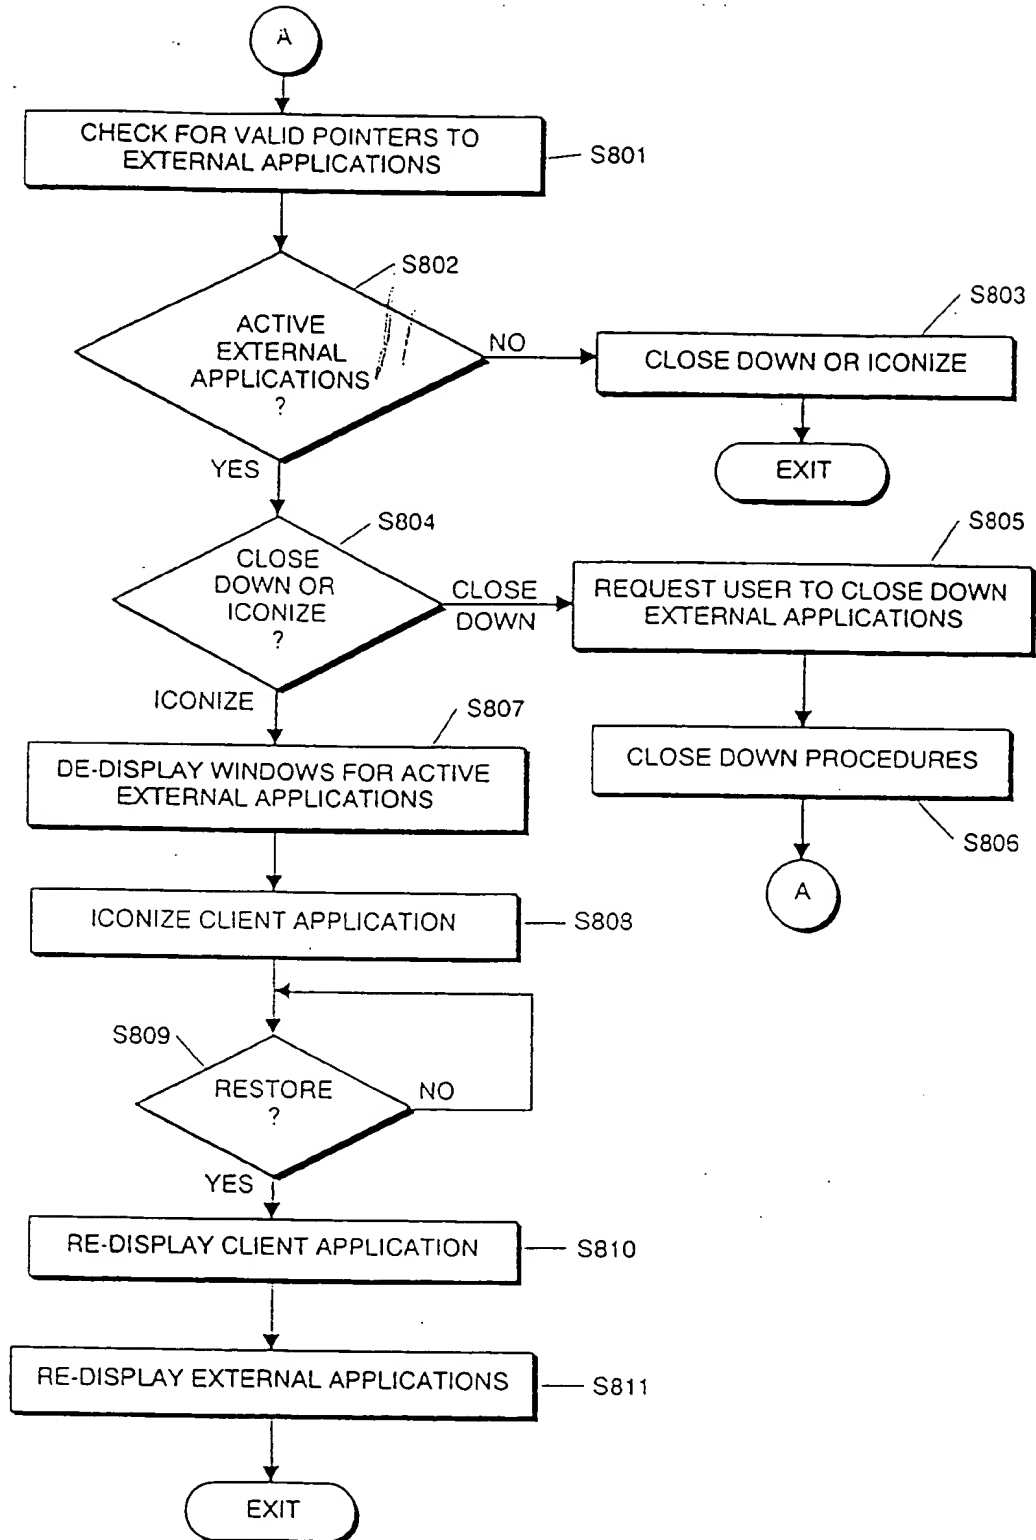 A
CHECK FOR VALID POINTERS TO
EXTERNAL APPLICATIONS
S801
S802
ACTIVE
EXTERNAL
APPLICATIONS
?
NO
S803
CLOSE DOWN OR ICONIZE
EXIT
YES
S804
CLOSE
DOWN OR
ICONIZE
?
CLOSE
DOWN
S805
REQUEST USER TO CLOSE DOWN
EXTERNAL APPLICATIONS
CLOSE DOWN PROCEDURES
S806
A
ICONIZE
S807
DE-DISPLAY WINDOWS FOR ACTIVE
EXTERNAL APPLICATIONS
ICONIZE CLIENT APPLICATION
S808
S809
RESTORE
?
NO
YES
RE-DISPLAY CLIENT APPLICATION
S810
RE-DISPLAY EXTERNAL APPLICATIONS
S811
EXIT